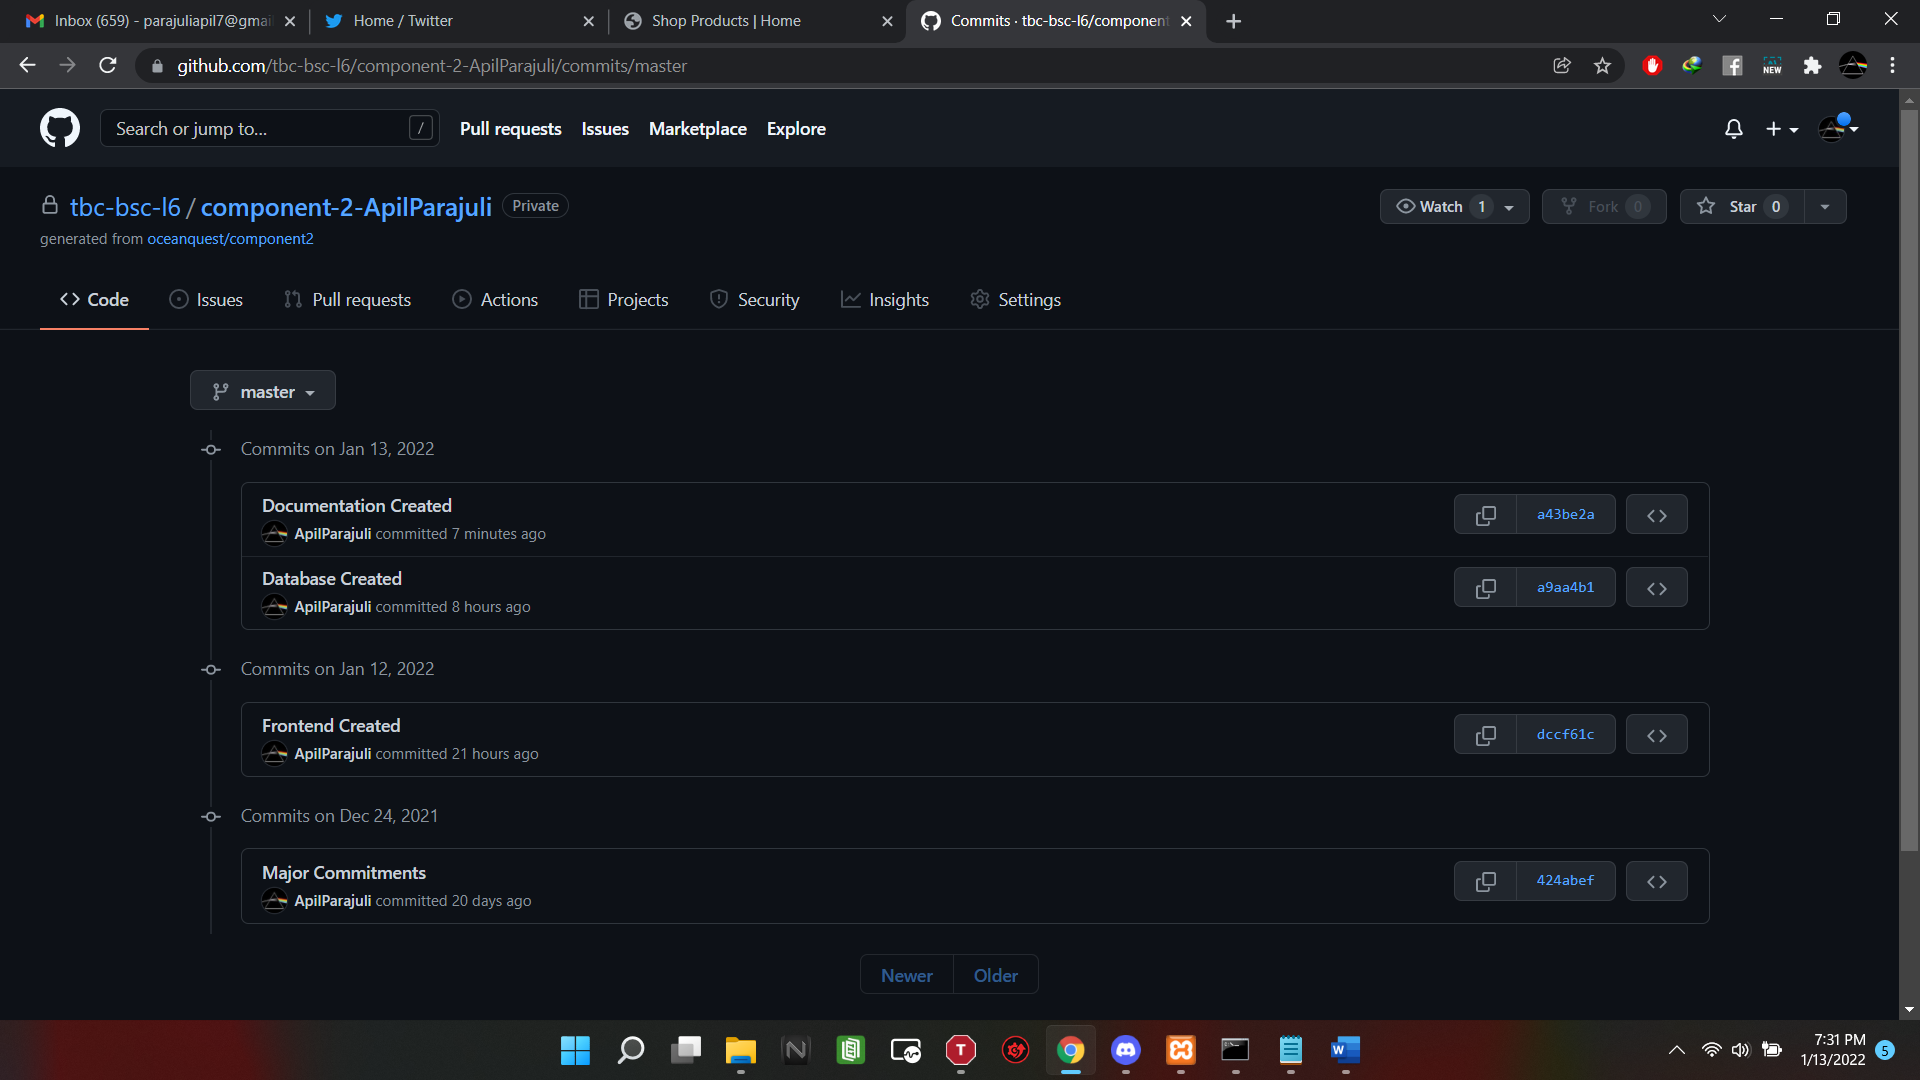 Inbox (659) - parajuliapil7@gmai
Home / Twitter
Shop Products | Home
Commits · tbc-bsc-l6/component
github.com/tbc-bsc-l6/component-2-ApilParajuli/commits/master
NEW
Search or jump to...
/
Pull requests
Issues
Marketplace
Explore
tbc-bsc-l6 / component-2-ApilParajuli
Private
Watch 1
Fork 0
Star 0
generated from oceanquest/component2
Code
Issues
Pull requests
Actions
Projects
Security
Insights
Settings
master
Commits on Jan 13, 2022
Documentation Created
a43be2a
ApilParajuli committed 7 minutes ago
Database Created
a9aa4b1
ApilParajuli committed 8 hours ago
Commits on Jan 12, 2022
Frontend Created
dccf61c
ApilParajuli committed 21 hours ago
Commits on Dec 24, 2021
Major Commitments
424abef
ApilParajuli committed 20 days ago
Newer
Older
7:31 PM
1/13/2022
5